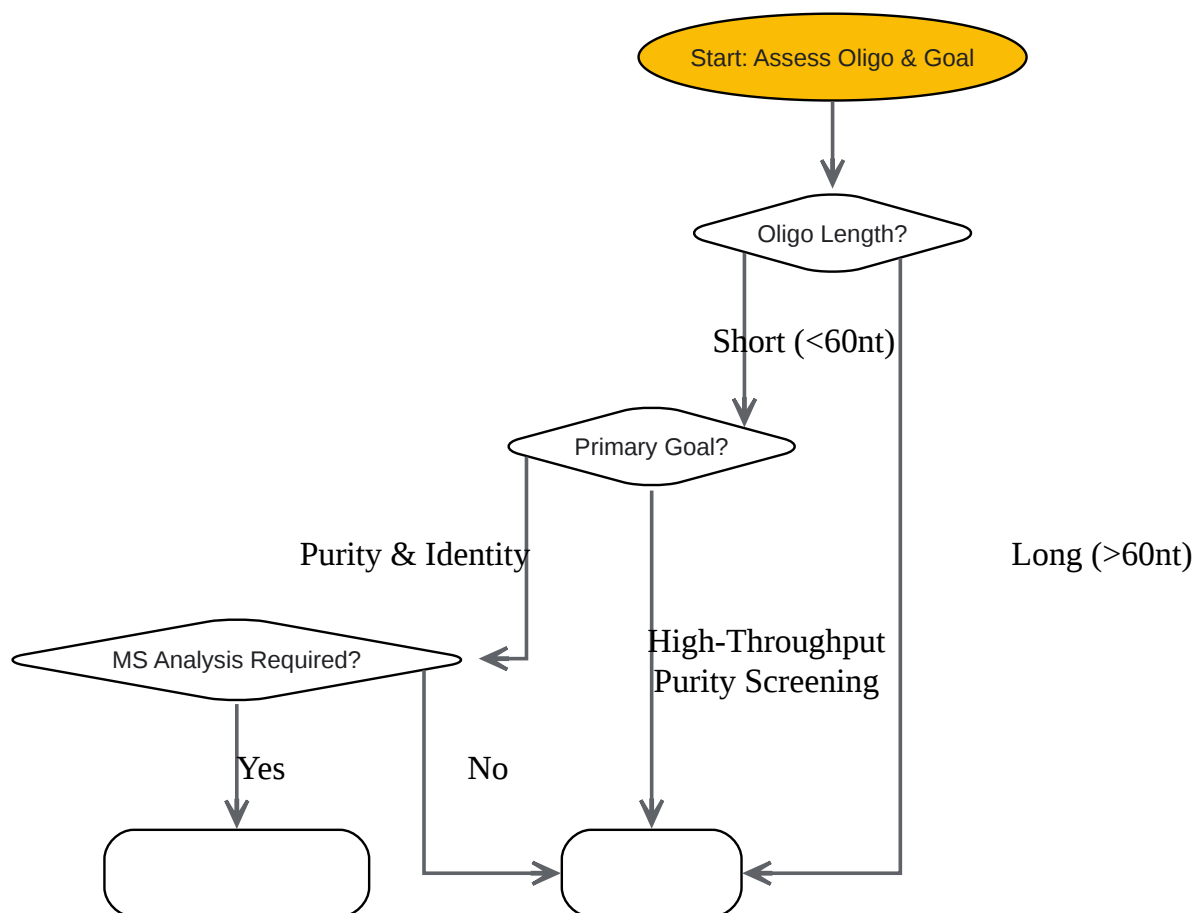 Start: Assess Oligo & Goal
Oligo Length?
Short (<60nt)
Primary Goal?
Purity & Identity
Long (>60nt)
High-Throughput
Purity Screening
MS Analysis Required?
Yes
No